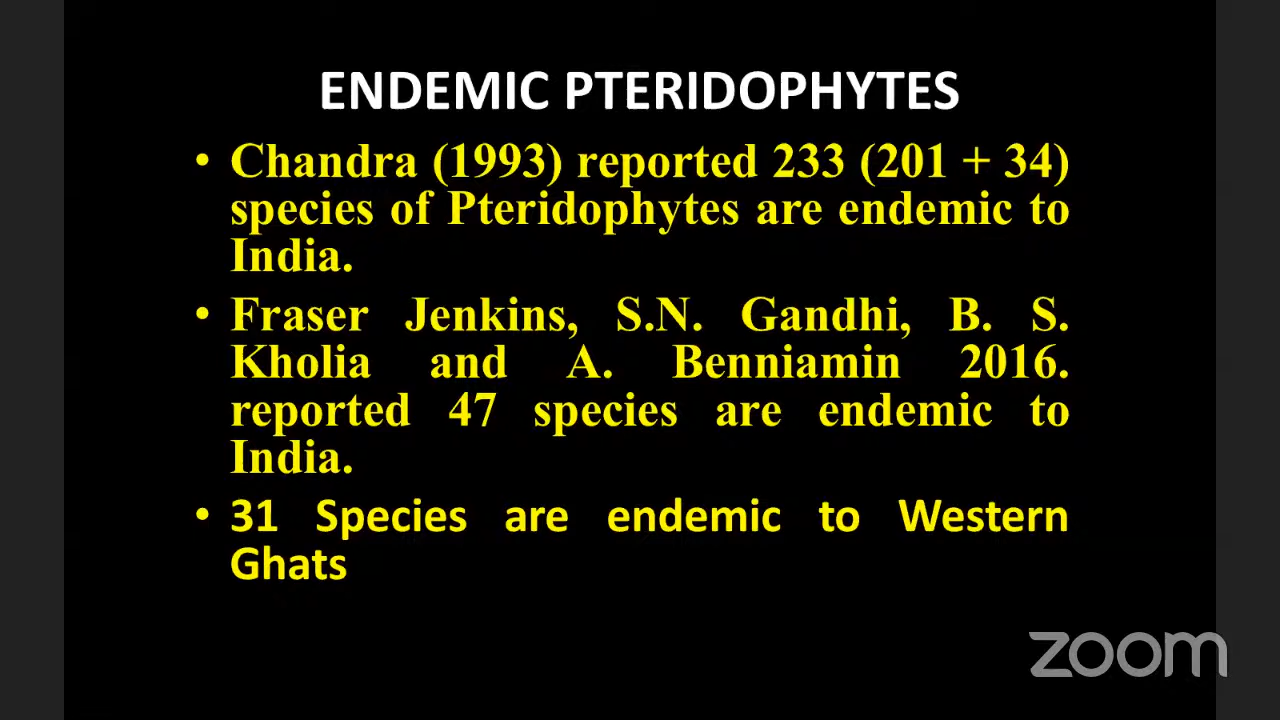 ENDEMIC PTERIDOPHYTES
• Chandra (1993) reported 233 (201 + 34)
species of Pteridophytes are endemic to
India.
• Fraser Jenkins, S.N. Gandhi, B. S.
Kholia and A. Benniamin 2016.
reported 47 species are endemic to
India.
• 31 Species are endemic to Western
Ghats
zoom